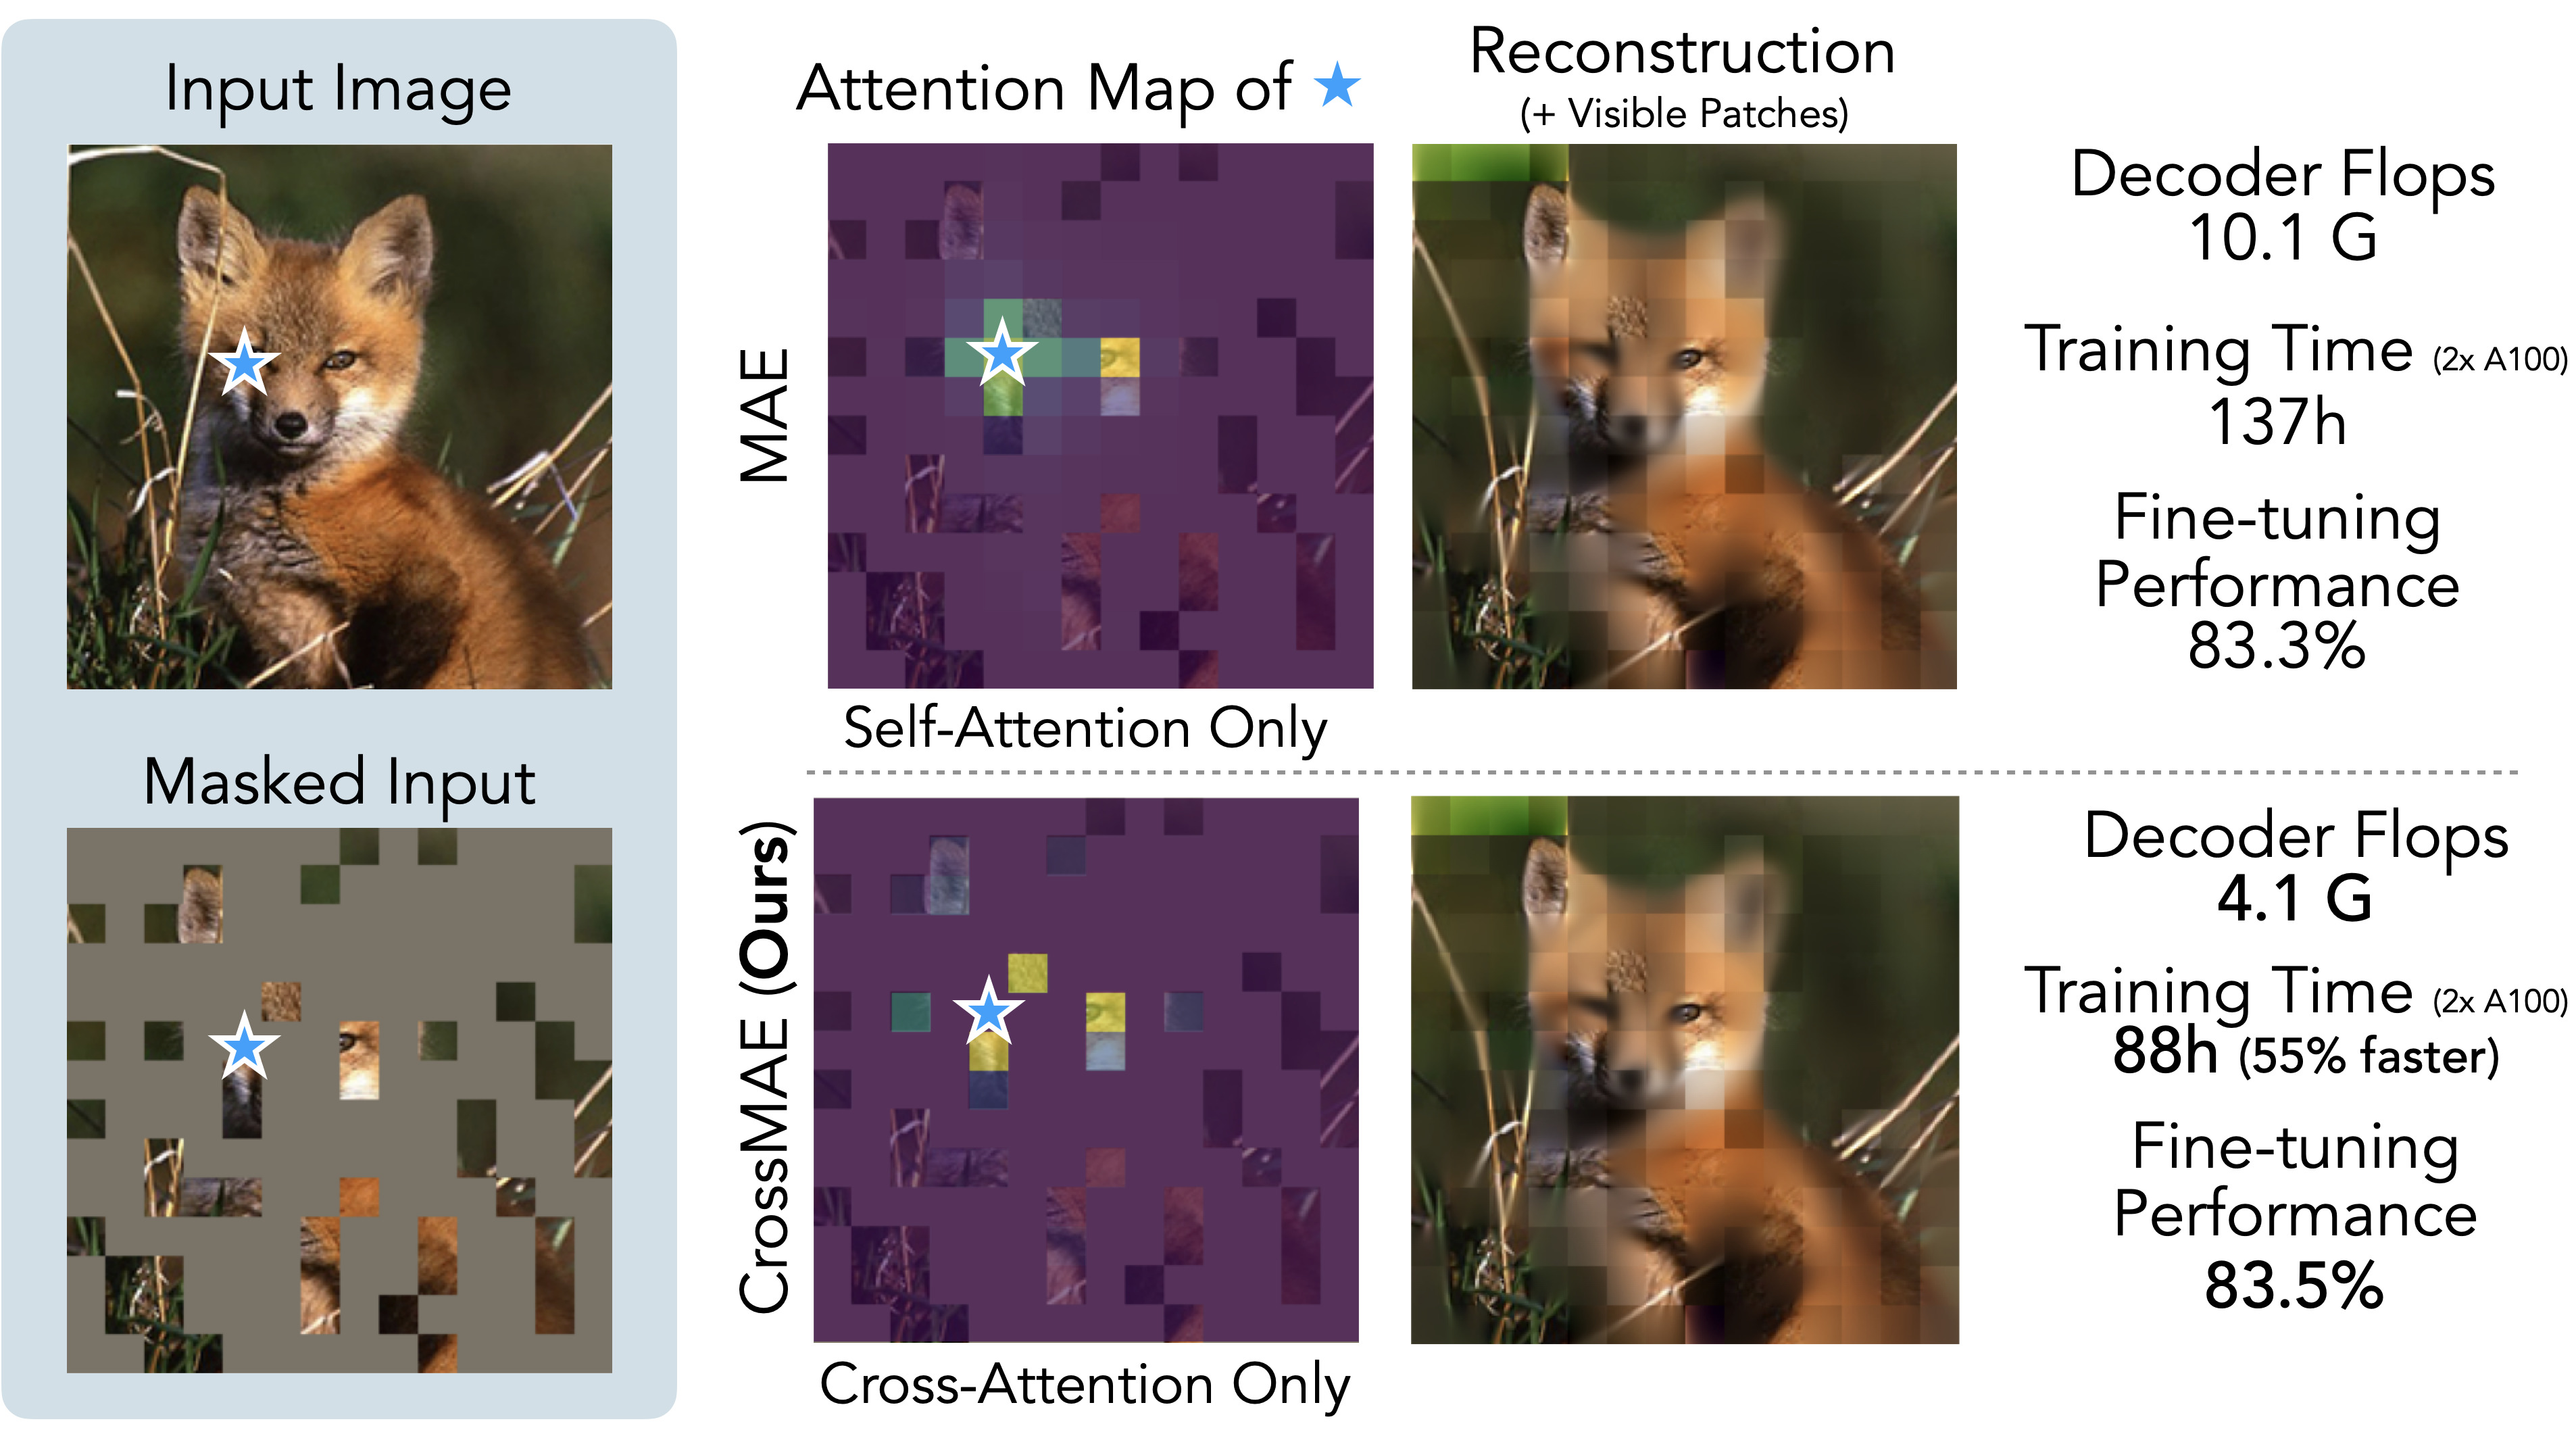 Input Image
Masked Input
Attention Map of
Reconstruction
(+ Visible Patches)
MAE
Self-Attention Only
Decoder Flops
10.1 G
Training Time (2x A100)
137h
Fine-tuning
Performance
83.3%
CrossMAE (Ours)
Cross-Attention Only
Decoder Flops
4.1 G
Training Time (2x A100)
88h (55% faster)
Fine-tuning
Performance
83.5%